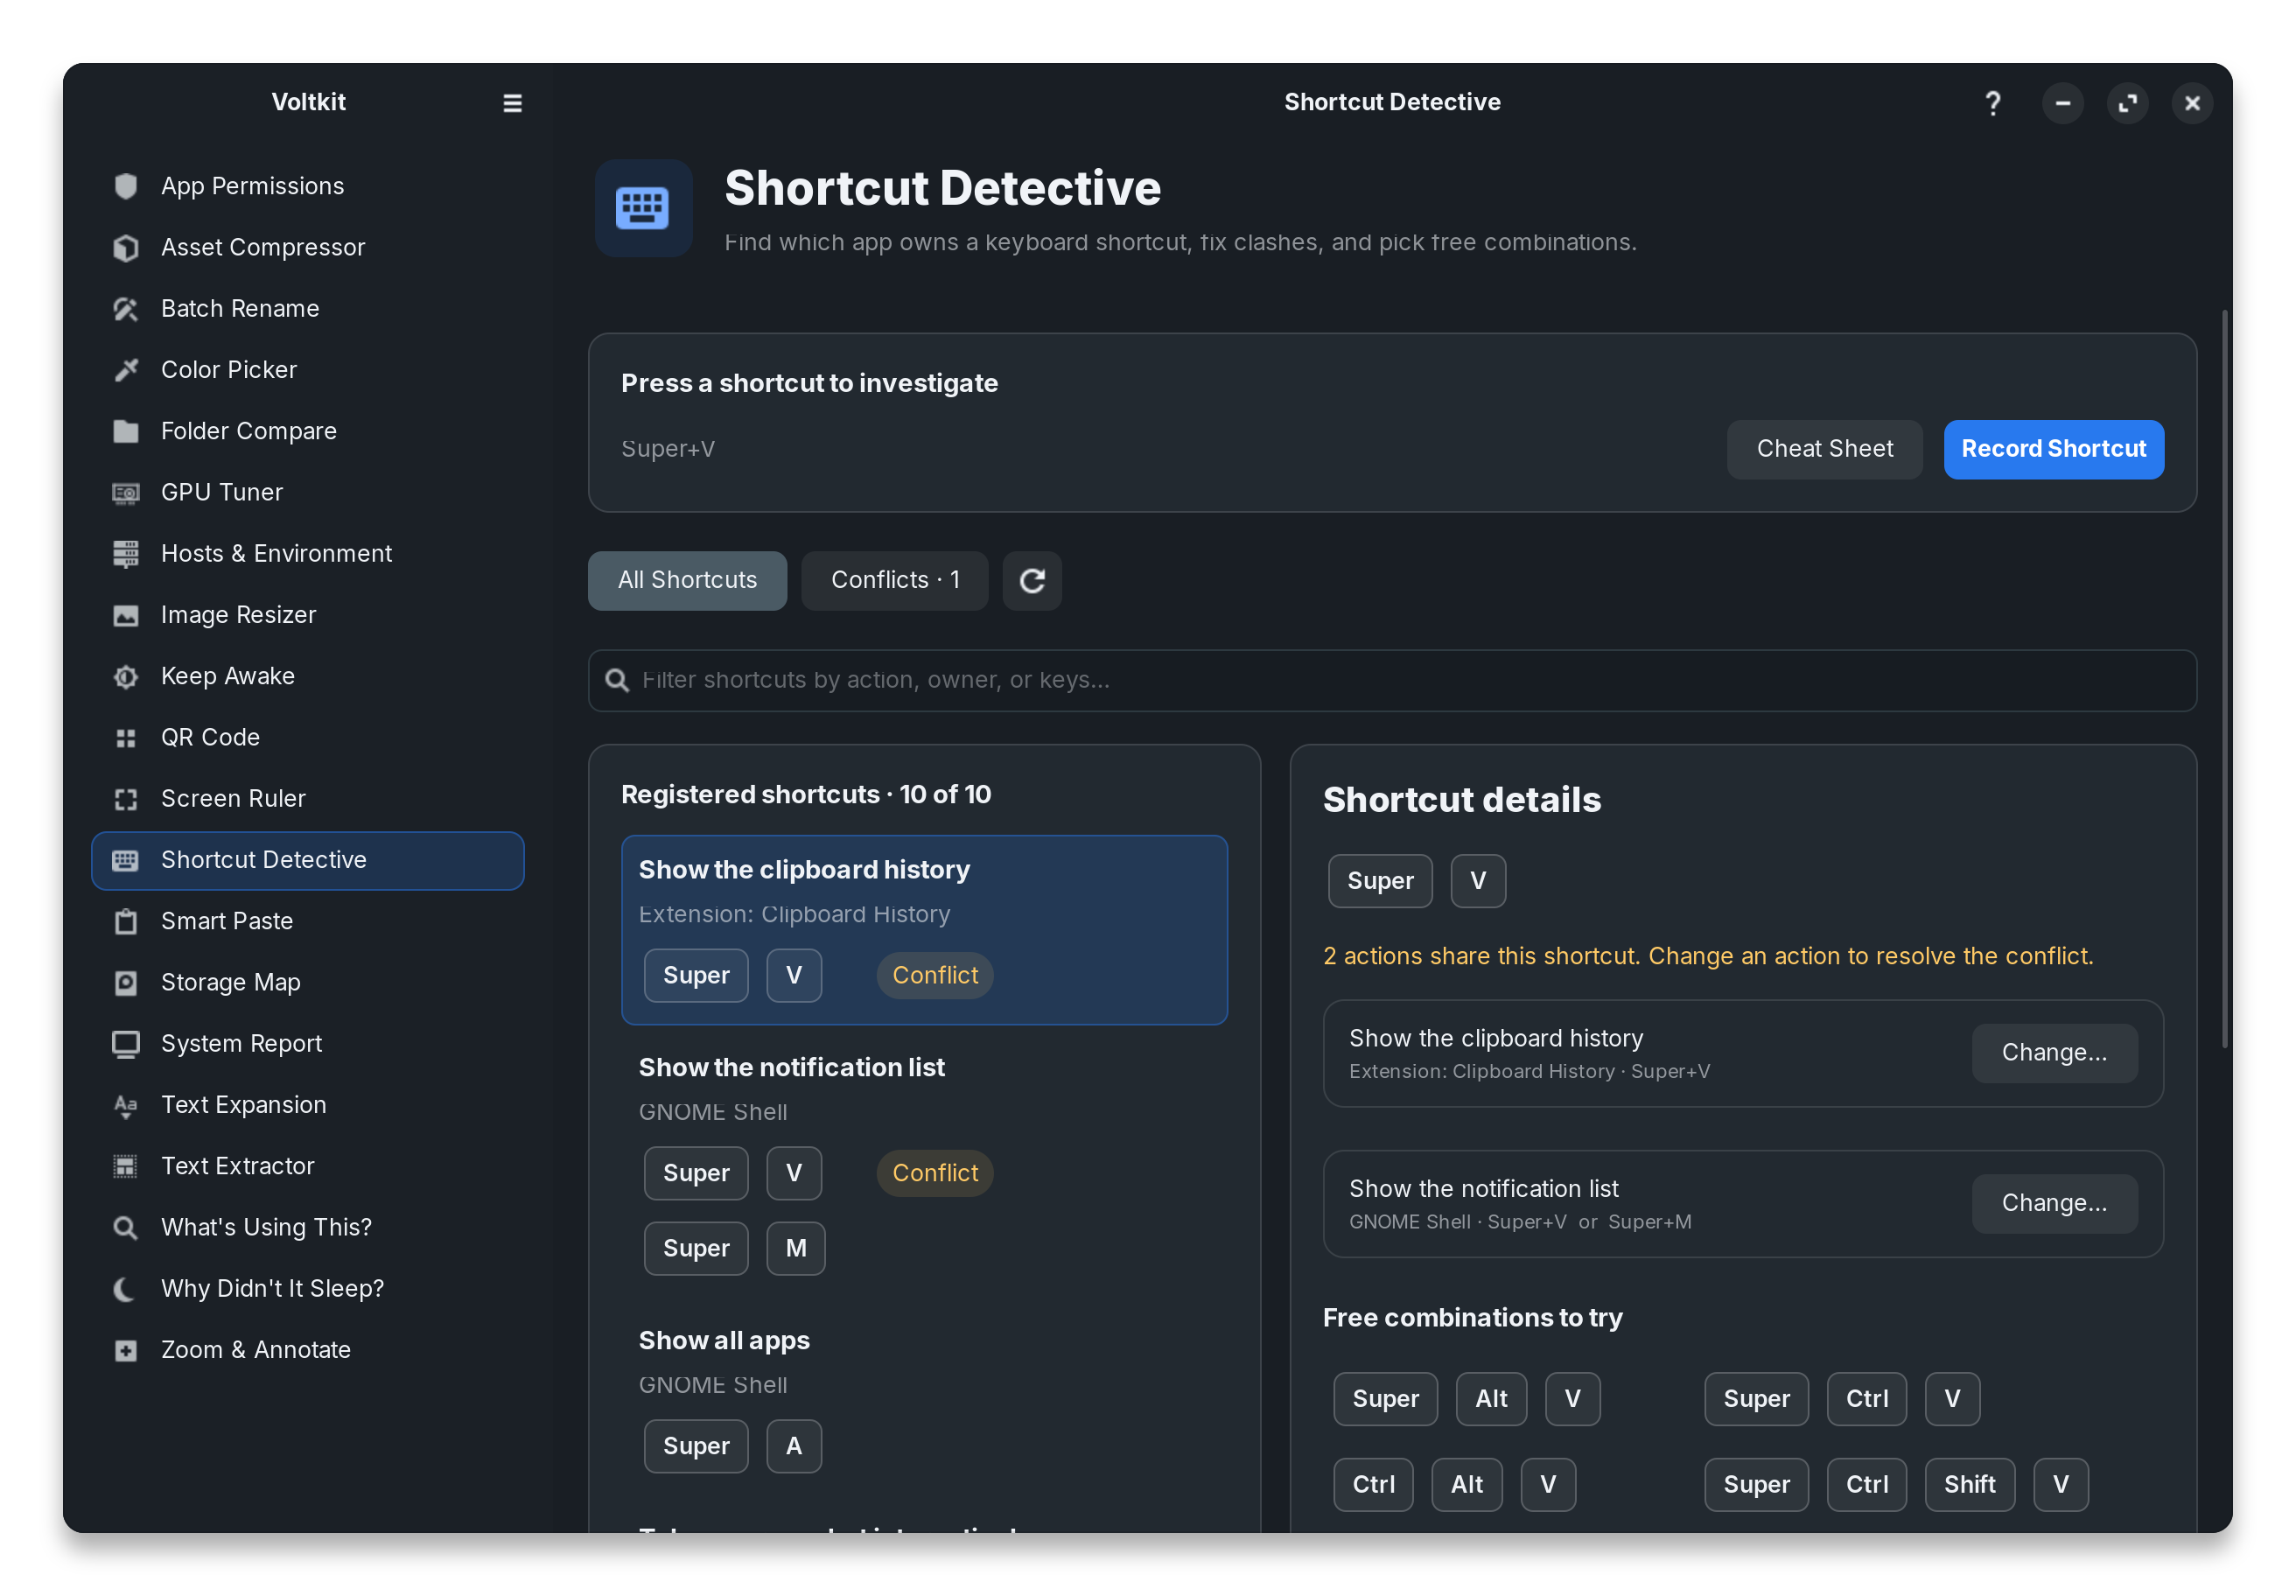 Voltkit
Shortcut Detective
?
App Permissions
Asset Compressor
Batch Rename
Color Picker
Folder Compare
GPU Tuner
Hosts & Environment
Image Resizer
Keep Awake
QR Code
Screen Ruler
Shortcut Detective
Smart Paste
Storage Map
System Report
Text Expansion
Text Extractor
What's Using This?
Why Didn't It Sleep?
Zoom & Annotate
Shortcut Detective
Find which app owns a keyboard shortcut, fix clashes, and pick free combinations.
Press a shortcut to investigate
Super+V
Cheat Sheet
Record Shortcut
All Shortcuts
Conflicts · 1
Filter shortcuts by action, owner, or keys...
Registered shortcuts · 10 of 10
Show the clipboard history
Extension: Clipboard History
Super V Conflict
Show the notification list
GNOME Shell
Super V Conflict
Super M
Show all apps
GNOME Shell
Super A
Shortcut details
Super V
2 actions share this shortcut. Change an action to resolve the conflict.
Show the clipboard history
Extension: Clipboard History · Super+V
Change...
Show the notification list
GNOME Shell · Super+V or Super+M
Change...
Free combinations to try
Super Alt V
Super Ctrl V
Ctrl Alt V
Super Ctrl Shift V